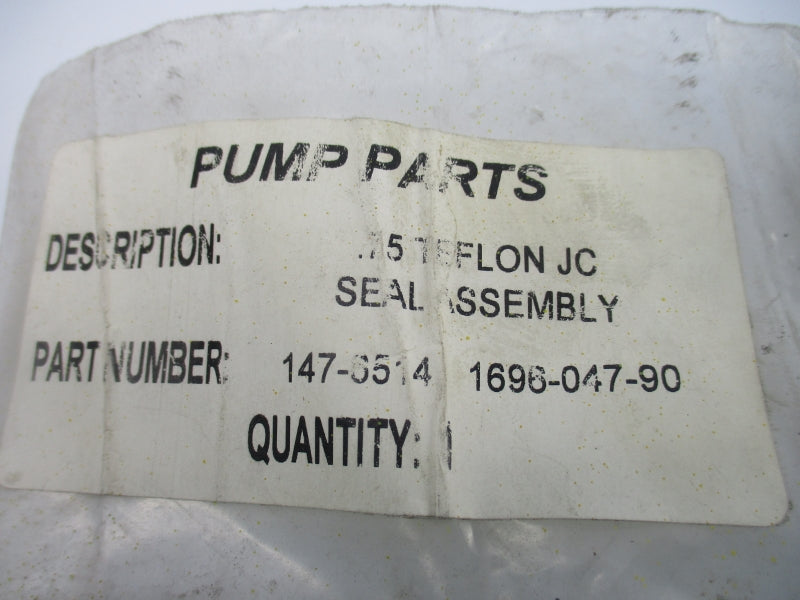 PUMP PARTS
DESCRIPTION: .75 TEFLON JC
SEAL ASSEMBLY
PART NUMBER: 1696-047-90
QUANTITY: 1